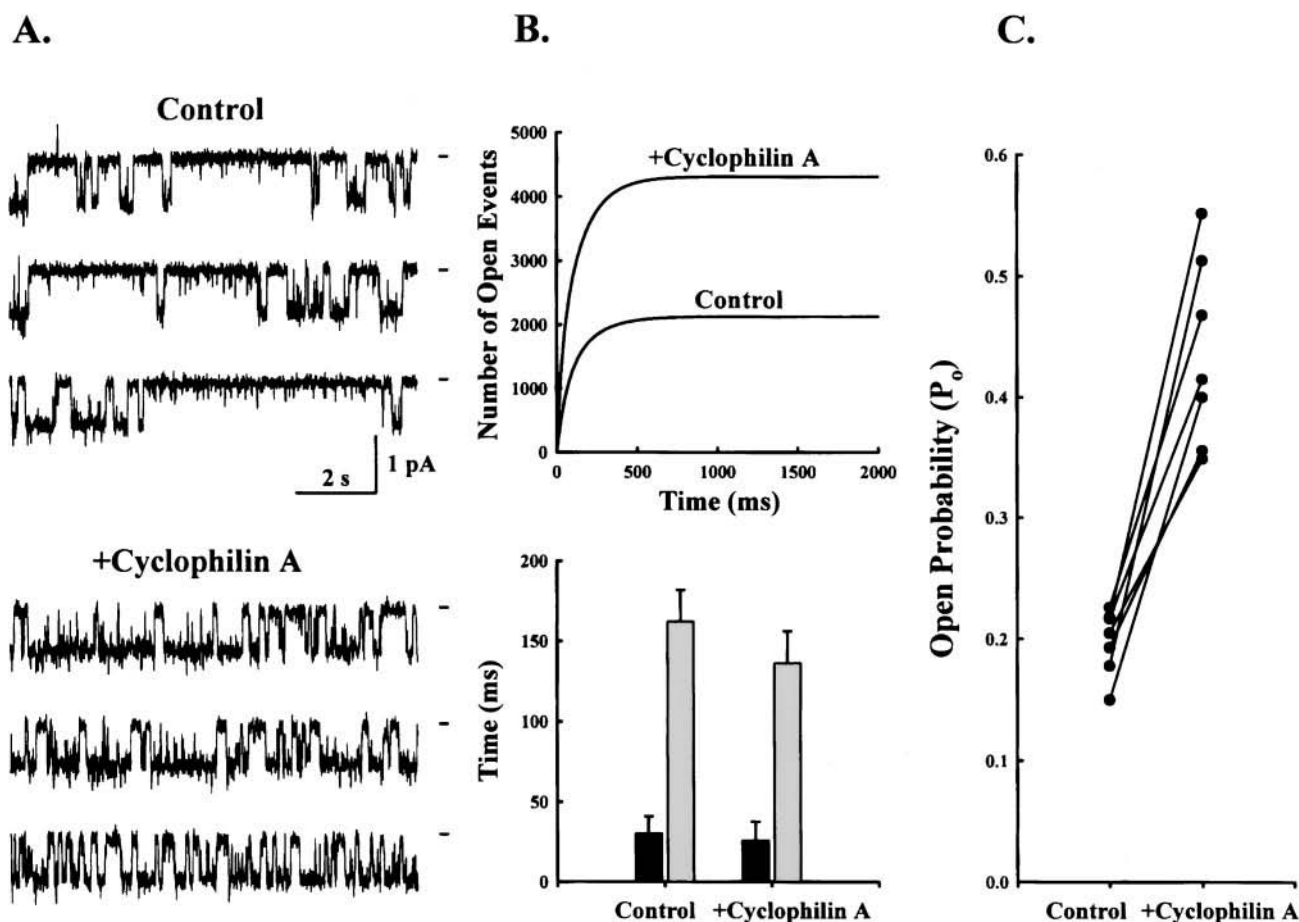 A.
Control
2 s
1 pA
+Cyclophilin A
B.
Number of Open Events
5000
4000
3000
2000
1000
0
+Cyclophilin A
Control
0 500 1000 1500 2000
Time (ms)
Time (ms)
200
150
100
50
0
Control +Cyclophilin A
C.
Open Probability (Po)
0.6
0.5
0.4
0.3
0.2
0.1
0.0
Control +Cyclophilin A